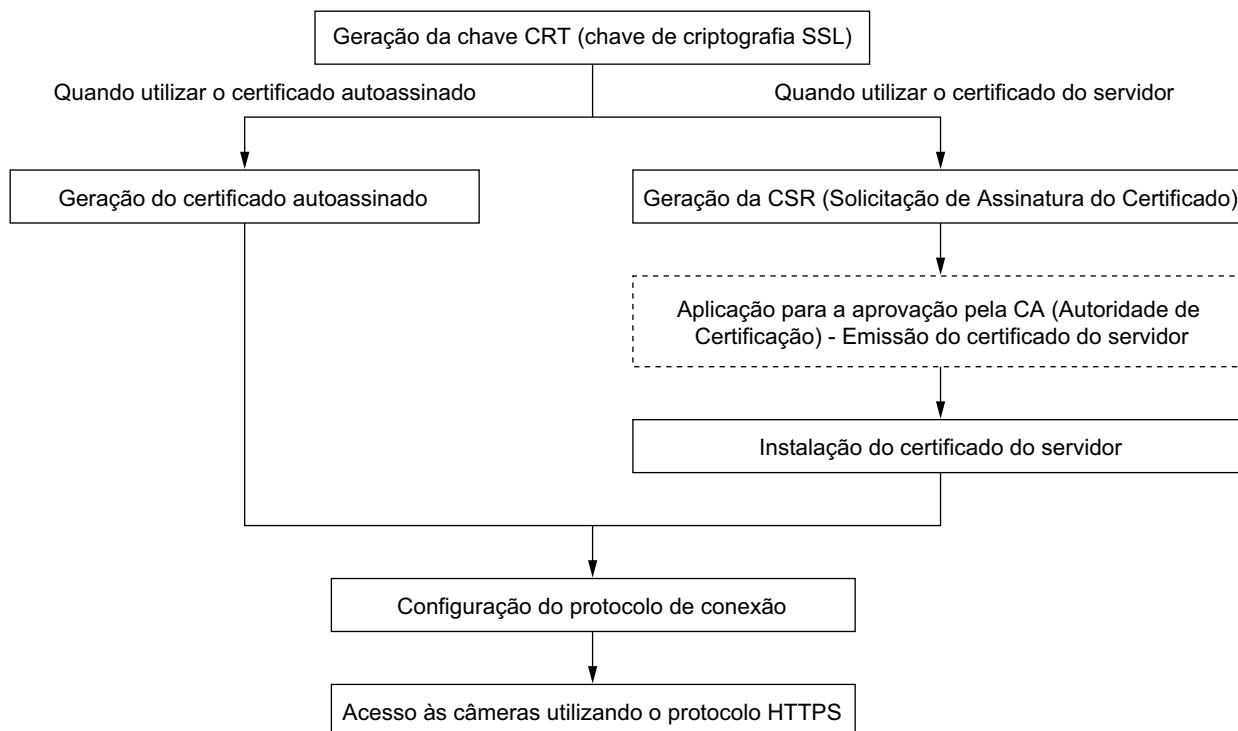 Geração da chave CRT (chave de criptografia SSL)
Quando utilizar o certificado autoassinado
Quando utilizar o certificado do servidor
Geração do certificado autoassinado
Geração da CSR (Solicitação de Assinatura do Certificado)
Aplicação para a aprovação pela CA (Autoridade de
Certificação) - Emissão do certificado do servidor
Instalação do certificado do servidor
Configuração do protocolo de conexão
Acesso às câmeras utilizando o protocolo HTTPS